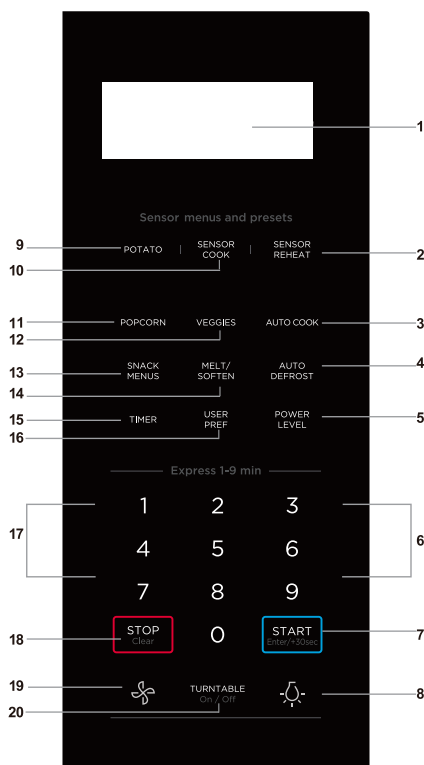 1
Sensor menus and presets
9
POTATO | SENSOR COOK | SENSOR REHEAT
2
10
11
POPCORN VEGGIES AUTO COOK
3
12
4
13
SNACK MENUS MELT/ SOFTEN AUTO DEFROST
14
15
TIMER USER PREF POWER LEVEL
5
16
Express 1-9 min
1 2 3
17
6
4 5 6
7 8 9
18
STOP Clear
0
START Enter/+30sec
7
19
8
TURNTABLE On / Off
20